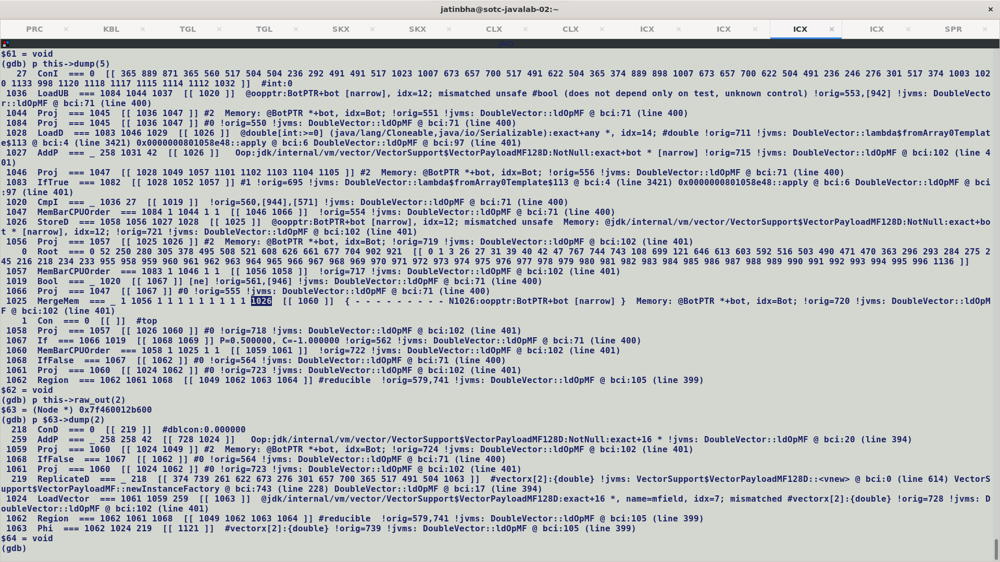 jatinbha@sotc-javalab-02:~
PRC KBL TGL TGL SKX SKX CLX CLX ICX ICX ICX ICX SPR
JMD
$61 = void
(gdb) p this->dump(5)
   27  ConI  === 0  [[ 365 889 871 365 560 517 504 504 236 292 491 491 517 1023 1007 673 657 700 517 491 622 504 365 374 889 898 1007 673 657 700 622 504 491 236 246 276 301 517 374 1003 102
0 1133 998 1120 1118 1117 1115 1114 1112 1032 ]]  #int:0
 1036  LoadUB  === 1084 1044 1037  [[ 1020 ]]  @oopptr:BotPTR+bot [narrow], idx=12; mismatched unsafe #bool (does not depend only on test, unknown control) !orig=553,[942] !jvms: DoubleVecto
r::ldOpMF @ bci:71 (line 400)
 1044  Proj  === 1045  [[ 1036 1047 ]] #2  Memory: @BotPTR *+bot, idx=Bot; !orig=551 !jvms: DoubleVector::ldOpMF @ bci:71 (line 400)
 1084  Proj  === 1045  [[ 1036 1047 ]] #0 !orig=550 !jvms: DoubleVector::ldOpMF @ bci:71 (line 400)
 1028  LoadD  === 1083 1046 1029  [[ 1026 ]]  @double[int:>=0] (java/lang/Cloneable,java/io/Serializable):exact+any *, idx=14; #double !orig=711 !jvms: DoubleVector::lambda$fromArray0Templat
e$113 @ bci:4 (line 3421) 0x0000000801058e48::apply @ bci:6 DoubleVector::ldOpMF @ bci:97 (line 401)
 1027  AddP  === _ 258 1031 42  [[ 1026 ]]   Oop:jdk/internal/vm/vector/VectorSupport$VectorPayloadMF128D:NotNull:exact+bot * [narrow] !orig=715 !jvms: DoubleVector::ldOpMF @ bci:102 (line 4
01)
 1046  Proj  === 1047  [[ 1028 1049 1057 1101 1102 1103 1104 1105 ]] #2  Memory: @BotPTR *+bot, idx=Bot; !orig=556 !jvms: DoubleVector::ldOpMF @ bci:71 (line 400)
 1083  IfTrue  === 1082  [[ 1028 1052 1057 ]] #1 !orig=695 !jvms: DoubleVector::lambda$fromArray0Template$113 @ bci:4 (line 3421) 0x0000000801058e48::apply @ bci:6 DoubleVector::ldOpMF @ bci
:97 (line 401)
 1020  CmpI  === _ 1036 27  [[ 1019 ]]  !orig=560,[944],[571] !jvms: DoubleVector::ldOpMF @ bci:71 (line 400)
 1047  MemBarCPUOrder  === 1084 1 1044 1 1  [[ 1046 1066 ]]  !orig=554 !jvms: DoubleVector::ldOpMF @ bci:71 (line 400)
 1026  StoreD  === 1058 1056 1027 1028  [[ 1025 ]]  @oopptr:BotPTR+bot [narrow], idx=12; mismatched unsafe  Memory: @jdk/internal/vm/vector/VectorSupport$VectorPayloadMF128D:NotNull:exact+bo
t * [narrow], idx=12; !orig=721 !jvms: DoubleVector::ldOpMF @ bci:102 (line 401)
 1056  Proj  === 1057  [[ 1025 1026 ]] #2  Memory: @BotPTR *+bot, idx=Bot; !orig=719 !jvms: DoubleVector::ldOpMF @ bci:102 (line 401)
    0  Root  === 0 52 250 280 305 378 495 508 521 608 626 661 677 704 902 921  [[ 0 1 3 26 27 31 39 40 42 47 767 744 743 108 699 121 646 613 603 592 516 503 490 471 470 363 296 293 284 275 2
45 216 218 234 233 955 958 959 960 961 962 963 964 965 966 967 968 969 970 971 972 973 974 975 976 977 978 979 980 981 982 983 984 985 986 987 988 989 990 991 992 993 994 995 996 1136 ]]
 1057  MemBarCPUOrder  === 1083 1 1046 1 1  [[ 1056 1058 ]]  !orig=717 !jvms: DoubleVector::ldOpMF @ bci:102 (line 401)
 1019  Bool  === _ 1020  [[ 1067 ]] [ne] !orig=561,[946] !jvms: DoubleVector::ldOpMF @ bci:71 (line 400)
 1066  Proj  === 1047  [[ 1067 ]] #0 !orig=555 !jvms: DoubleVector::ldOpMF @ bci:71 (line 400)
 1025  MergeMem  === _ 1 1056 1 1 1 1 1 1 1 1 1 1026  [[ 1060 ]]  { - - - - - - - - - N1026:oopptr:BotPTR+bot [narrow] }  Memory: @BotPTR *+bot, idx=Bot; !orig=720 !jvms: DoubleVector::ldOpM
F @ bci:102 (line 401)
    1  Con  === 0  [[ ]]  #top
 1058  Proj  === 1057  [[ 1026 1060 ]] #0 !orig=718 !jvms: DoubleVector::ldOpMF @ bci:102 (line 401)
 1067  If  === 1066 1019  [[ 1068 1069 ]] P=0.500000, C=-1.000000 !orig=562 !jvms: DoubleVector::ldOpMF @ bci:71 (line 400)
 1060  MemBarCPUOrder  === 1058 1 1025 1 1  [[ 1059 1061 ]]  !orig=722 !jvms: DoubleVector::ldOpMF @ bci:102 (line 401)
 1068  IfFalse  === 1067  [[ 1062 ]] #0 !orig=564 !jvms: DoubleVector::ldOpMF @ bci:71 (line 400)
 1061  Proj  === 1060  [[ 1024 1062 ]] #0 !orig=723 !jvms: DoubleVector::ldOpMF @ bci:102 (line 401)
 1062  Region  === 1062 1061 1068  [[ 1049 1062 1063 1064 ]] #reducible  !orig=579,741 !jvms: DoubleVector::ldOpMF @ bci:105 (line 399)
$62 = void
(gdb) p this->raw_out(2)
$63 = (Node *) 0x7f460012b600
(gdb) p $63->dump(2)
  218  ConD  === 0  [[ 219 ]]  #dblcon:0.000000
  259  AddP  === _ 258 258 42  [[ 728 1024 ]]   Oop:jdk/internal/vm/vector/VectorSupport$VectorPayloadMF128D:NotNull:exact+16 * !jvms: DoubleVector::ldOpMF @ bci:20 (line 394)
 1059  Proj  === 1060  [[ 1024 1049 ]] #2  Memory: @BotPTR *+bot, idx=Bot; !orig=724 !jvms: DoubleVector::ldOpMF @ bci:102 (line 401)
 1068  IfFalse  === 1067  [[ 1062 ]] #0 !orig=564 !jvms: DoubleVector::ldOpMF @ bci:71 (line 400)
 1061  Proj  === 1060  [[ 1024 1062 ]] #0 !orig=723 !jvms: DoubleVector::ldOpMF @ bci:102 (line 401)
  219  ReplicateD  === _ 218  [[ 374 739 261 622 673 276 301 657 700 365 517 491 504 1063 ]]  #vectorx[2]:{double} !jvms: VectorSupport$VectorPayloadMF128D::<vnew> @ bci:0 (line 614) VectorS
upport$VectorPayloadMF::newInstanceFactory @ bci:743 (line 228) DoubleVector::ldOpMF @ bci:17 (line 394)
 1024  LoadVector  === 1061 1059 259  [[ 1063 ]]  @jdk/internal/vm/vector/VectorSupport$VectorPayloadMF128D:exact+16 *, name=mfield, idx=7; mismatched #vectorx[2]:{double} !orig=728 !jvms: D
oubleVector::ldOpMF @ bci:102 (line 401)
 1062  Region  === 1062 1061 1068  [[ 1049 1062 1063 1064 ]] #reducible  !orig=579,741 !jvms: DoubleVector::ldOpMF @ bci:105 (line 399)
 1063  Phi  === 1062 1024 219  [[ 1121 ]]  #vectorx[2]:{double} !orig=739 !jvms: DoubleVector::ldOpMF @ bci:105 (line 399)
$64 = void
(gdb)